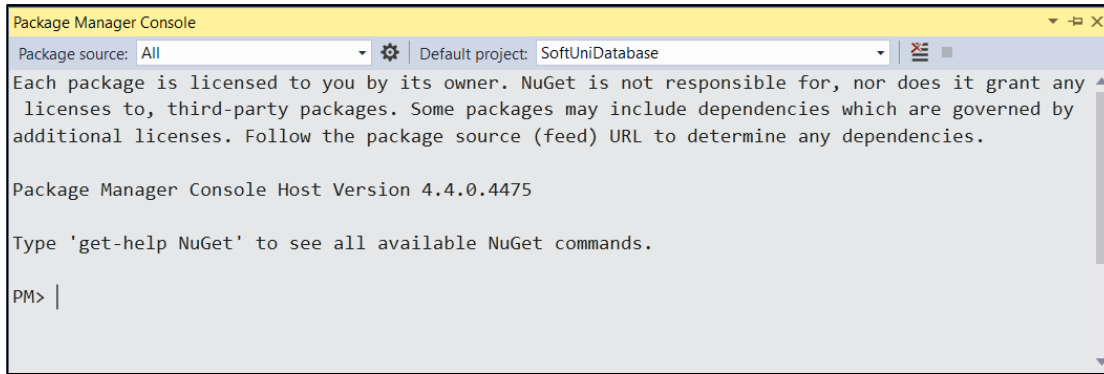 Package Manager Console
Package source: All Default project: SoftUniDatabase
Each package is licensed to you by its owner. NuGet is not responsible for, nor does it grant any
licenses to, third-party packages. Some packages may include dependencies which are governed by
additional licenses. Follow the package source (feed) URL to determine any dependencies.
Package Manager Console Host Version 4.4.0.4475
Type 'get-help NuGet' to see all available NuGet commands.
PM>